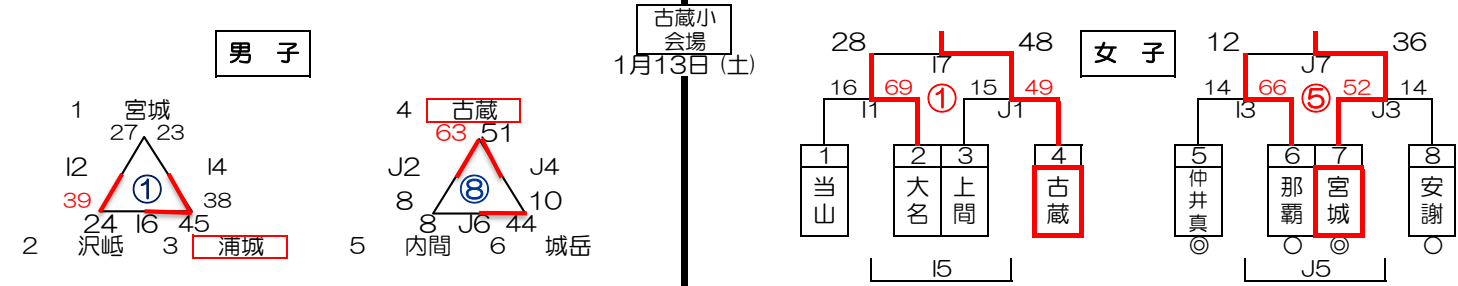 古蔵小
会場
1月13日（土）
男　子
1 宮城
27 23
I2 I4
① 
39 38
24 I6 45
2 沢岻 3 浦城
4 古蔵
63 51
J2 J4
⑧
8 10
8 J6 44
5 内間 6 城岳
女　子
28 48
I7
16 69 ① 15 49
I1 J1
1 2 3 4
当山
大名
上間
古蔵
I5
12 36
J7
14 66 ⑤ 52 14
I3 J3
5 6 7 8
仲井真
那覇
宮城
安謝
◎ ○ ◎ ○
J5